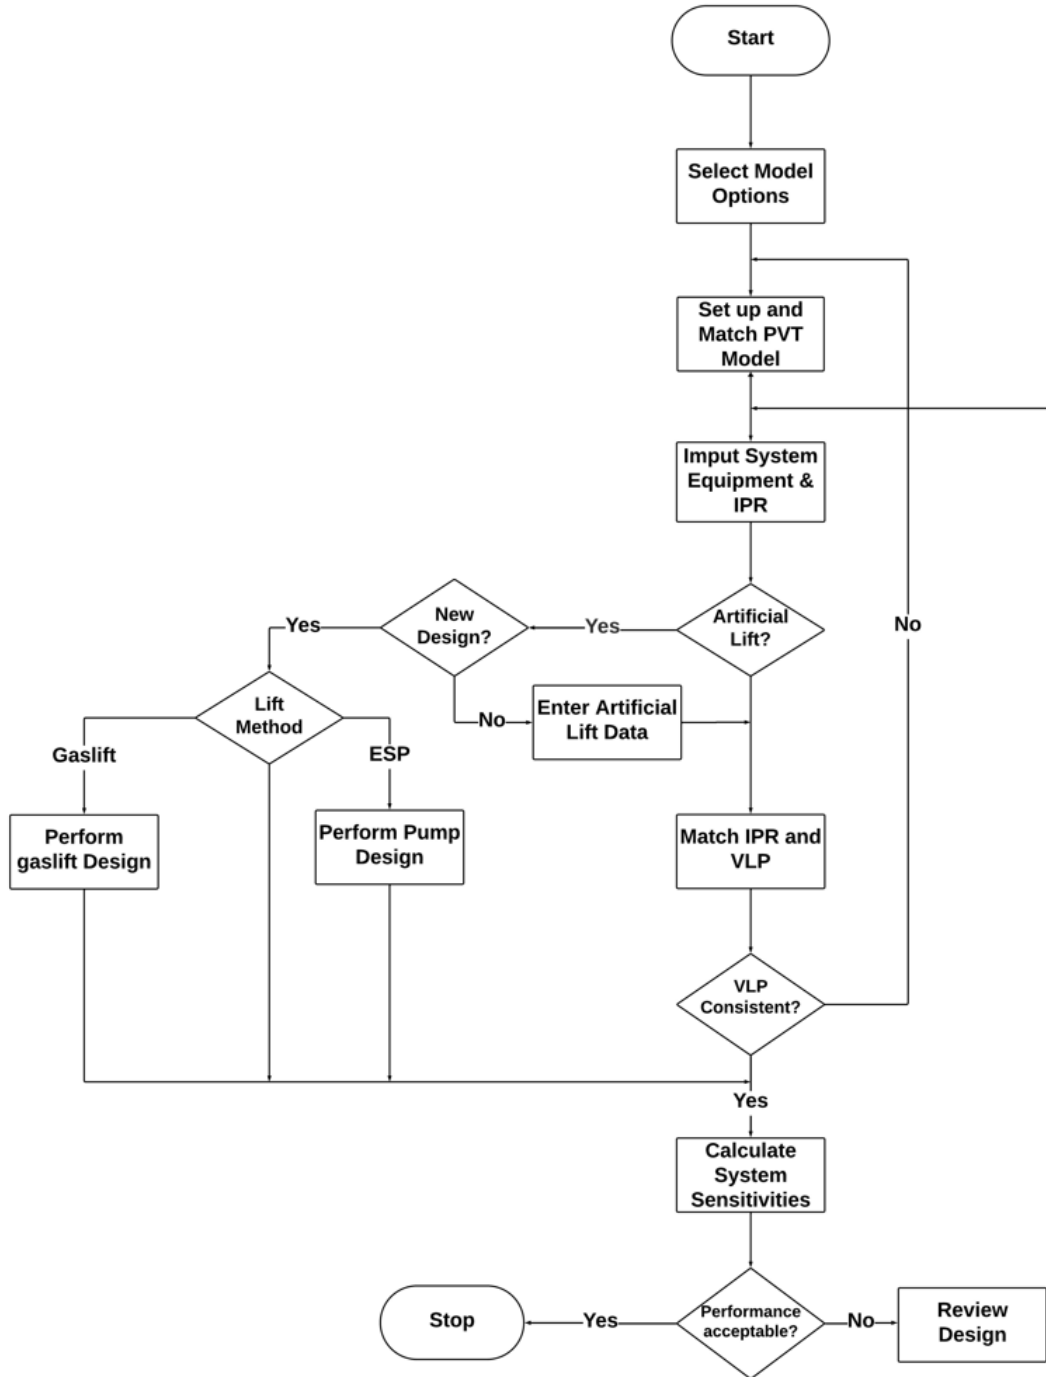 Start
Select Model
Options
Set up and
Match PVT
Model
Imput System
Equipment &
IPR
Artificial
Lift?
Yes
New
Design?
Yes
No
No
Enter Artificial
Lift Data
Lift
Method
Gaslift
ESP
Perform
gaslift Design
Perform Pump
Design
Match IPR and
VLP
VLP
Consistent?
Yes
Calculate
System
Sensitivities
Performance
acceptable?
Yes
Stop
No
Review
Design